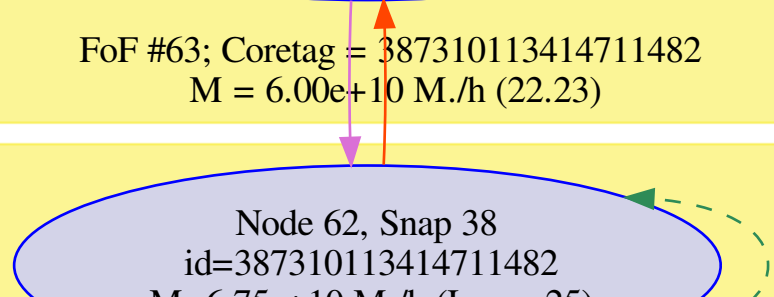 FoF #63; Coretag = 387310113414711482
M = 6.00e+10 M./h (22.23)
Node 62, Snap 38
id=387310113414711482